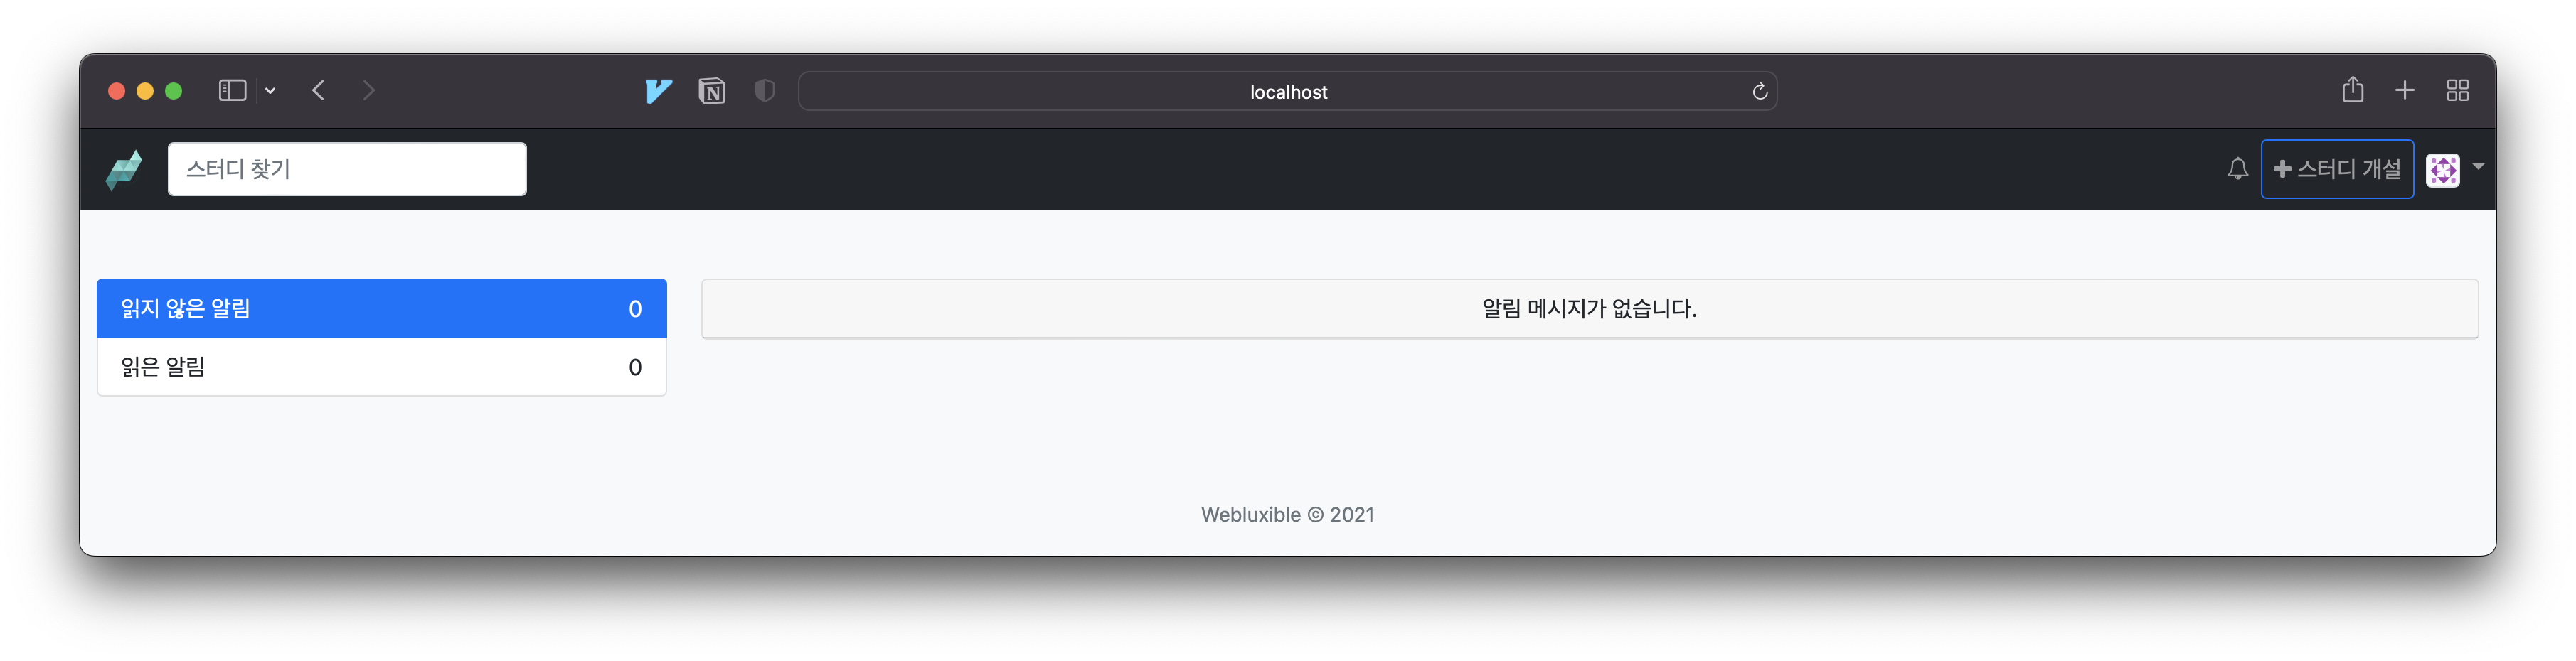 localhost
스터디 찾기
스터디 개설
읽지 않은 알림 0
읽은 알림 0
알림 메시지가 없습니다.
Webluxible © 2021